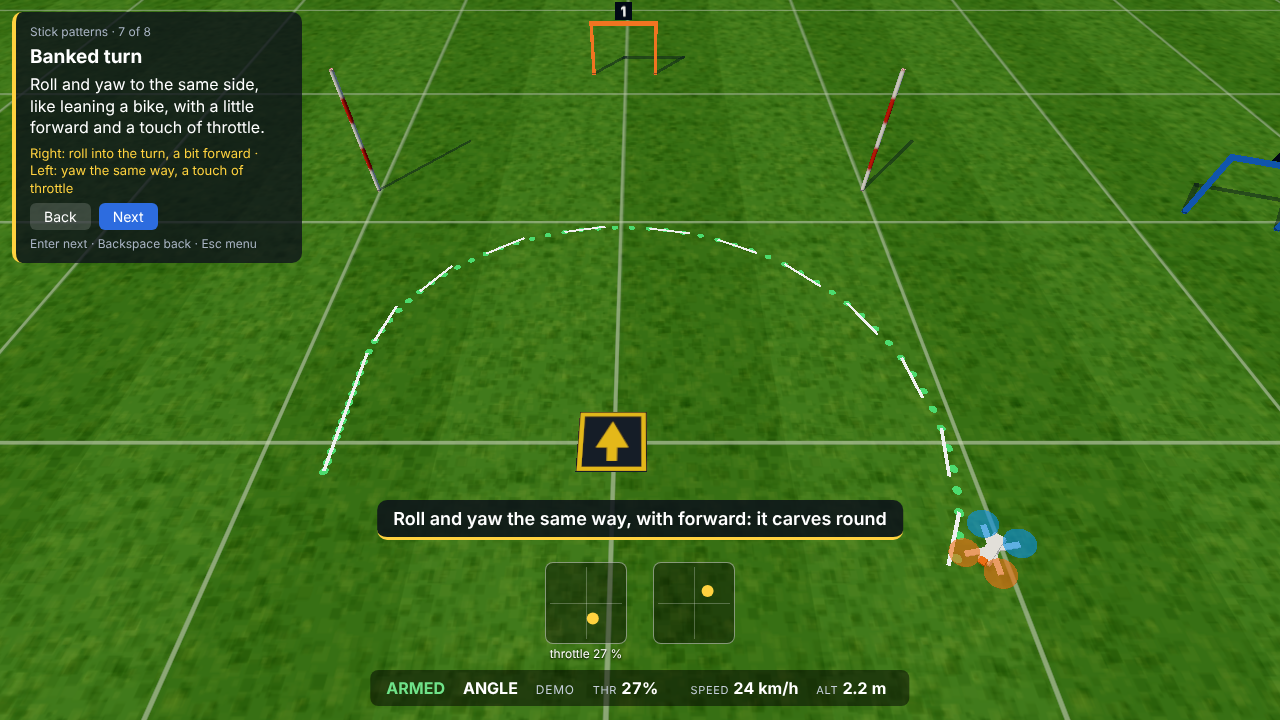 1
Stick patterns · 7 of 8
Banked turn
Roll and yaw to the same side,
like leaning a bike, with a little
forward and a touch of throttle.
Right: roll into the turn, a bit forward ·
Left: yaw the same way, a touch of
throttle
Back Next
Enter next · Backspace back · Esc menu
Roll and yaw the same way, with forward: it carves round
throttle 27 %
ARMED ANGLE DEMO THR 27% SPEED 24 km/h ALT 2.2 m